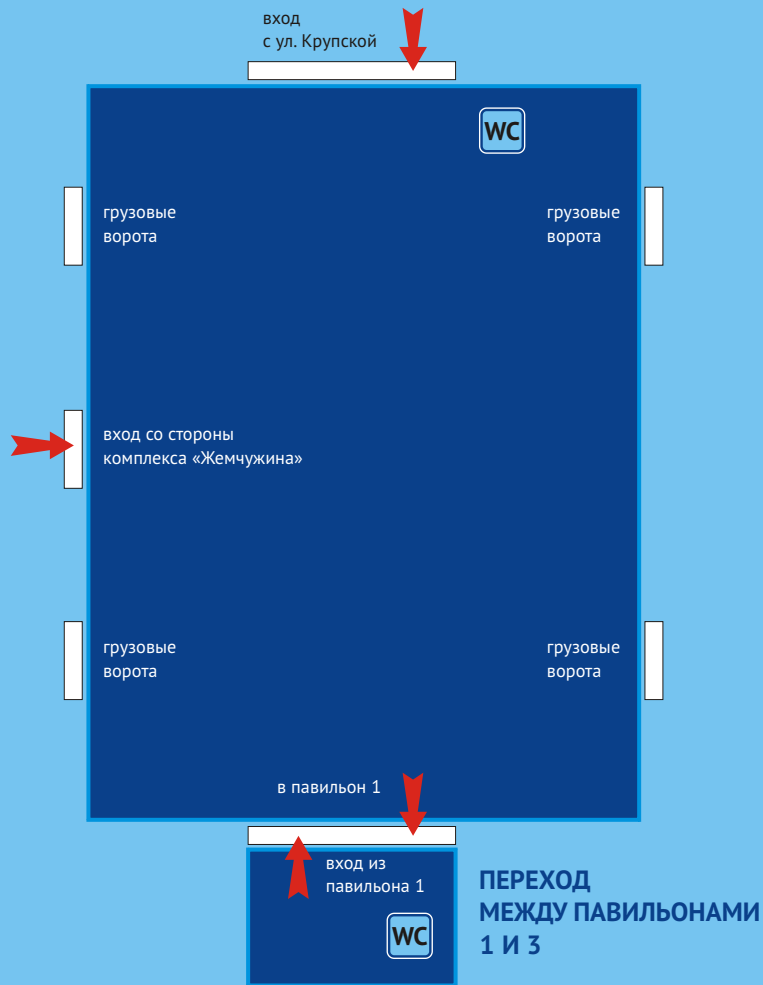 вход
с ул. Крупской
WC
грузовые
ворота
грузовые
ворота
вход со стороны
комплекса «Жемчужина»
грузовые
ворота
грузовые
ворота
в павильон 1
вход из
павильона 1
WC
ПЕРЕХОД
МЕЖДУ ПАВИЛЬОНАМИ
1 И 3